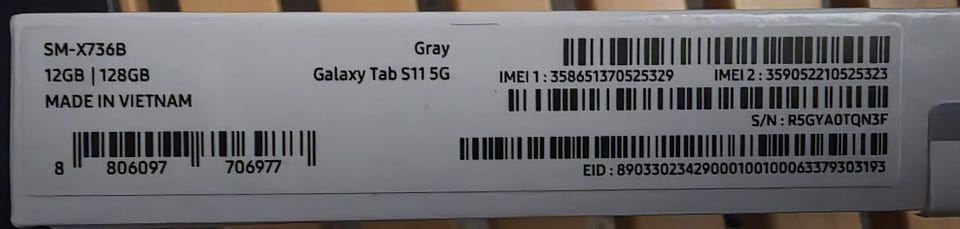 SM-X736B
12GB | 128GB
MADE IN VIETNAM
8 806097 706977
Gray
Galaxy Tab S11 5G
IMEI 1 : 358651370525329 IMEI 2 : 359052210525323
S/N : R5GYA0TQN3F
EID : 89033023429000100100063379303193